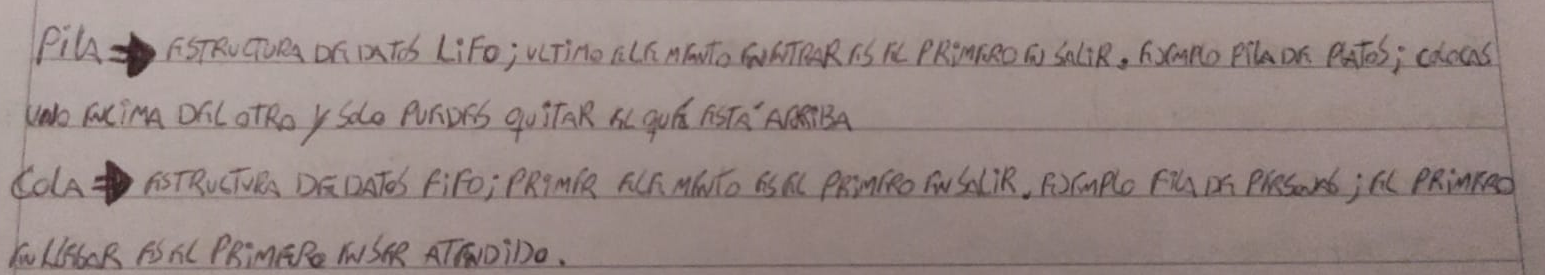 Pila ➡ ESTRUCTURA DE DATOS LIFO; ULTIMO ELEMENTO EN ENTRAR ES EL PRIMERO EN SALIR. EJEMPLO PILA DE PLATOS; COLOCAS
UNO ENCIMA DEL OTRO Y SOLO PUEDES QUITAR EL QUE ESTÁ ARRIBA
COLA ➡ ESTRUCTURA DE DATOS FIFO; PRIMER ELEMENTO ES EL PRIMERO EN SALIR. EJEMPLO FILA DE PERSONAS; EL PRIMERO
EN LLEGAR ES EL PRIMERO EN SER ATENDIDO.